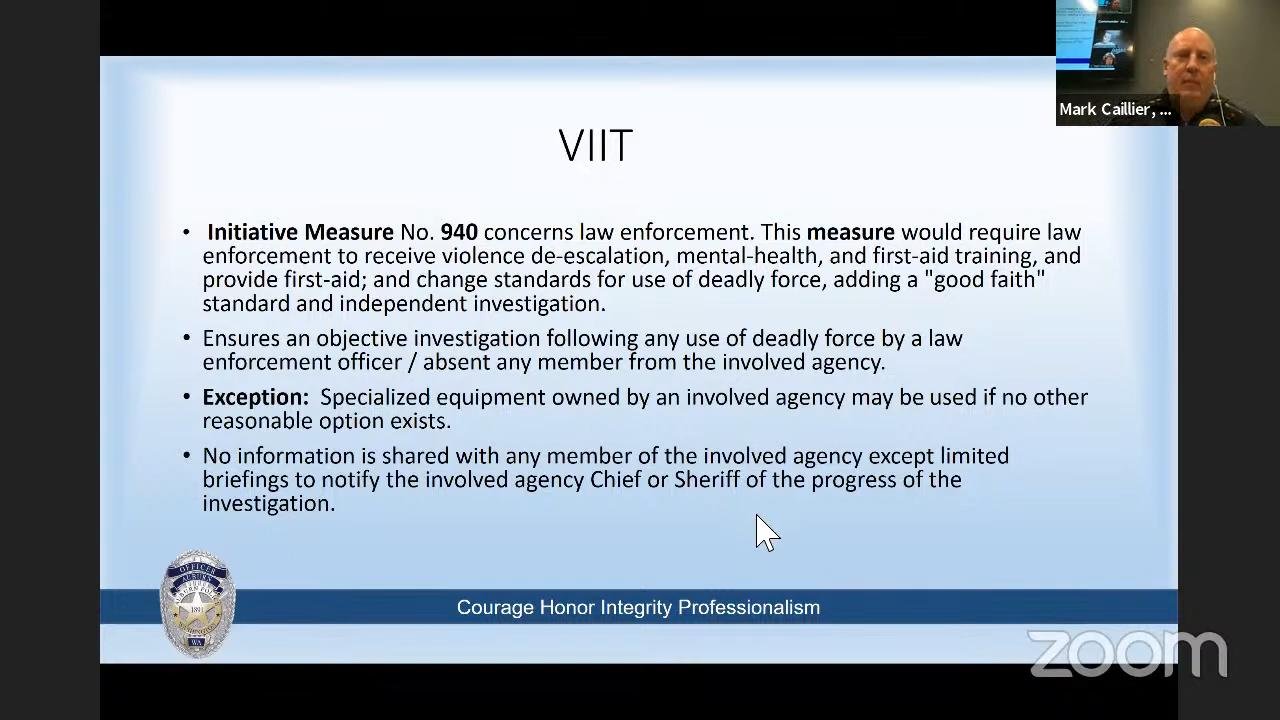 Mark Caillier, ...
VIIT
• Initiative Measure No. 940 concerns law enforcement. This measure would require law
enforcement to receive violence de-escalation, mental-health, and first-aid training, and
provide first-aid; and change standards for use of deadly force, adding a "good faith"
standard and independent investigation.
• Ensures an objective investigation following any use of deadly force by a law
enforcement officer / absent any member from the involved agency.
• Exception: Specialized equipment owned by an involved agency may be used if no other
reasonable option exists.
• No information is shared with any member of the involved agency except limited
briefings to notify the involved agency Chief or Sheriff of the progress of the
investigation.
OFFICER
AUBURN
1891
WA
Courage Honor Integrity Professionalism
zoom